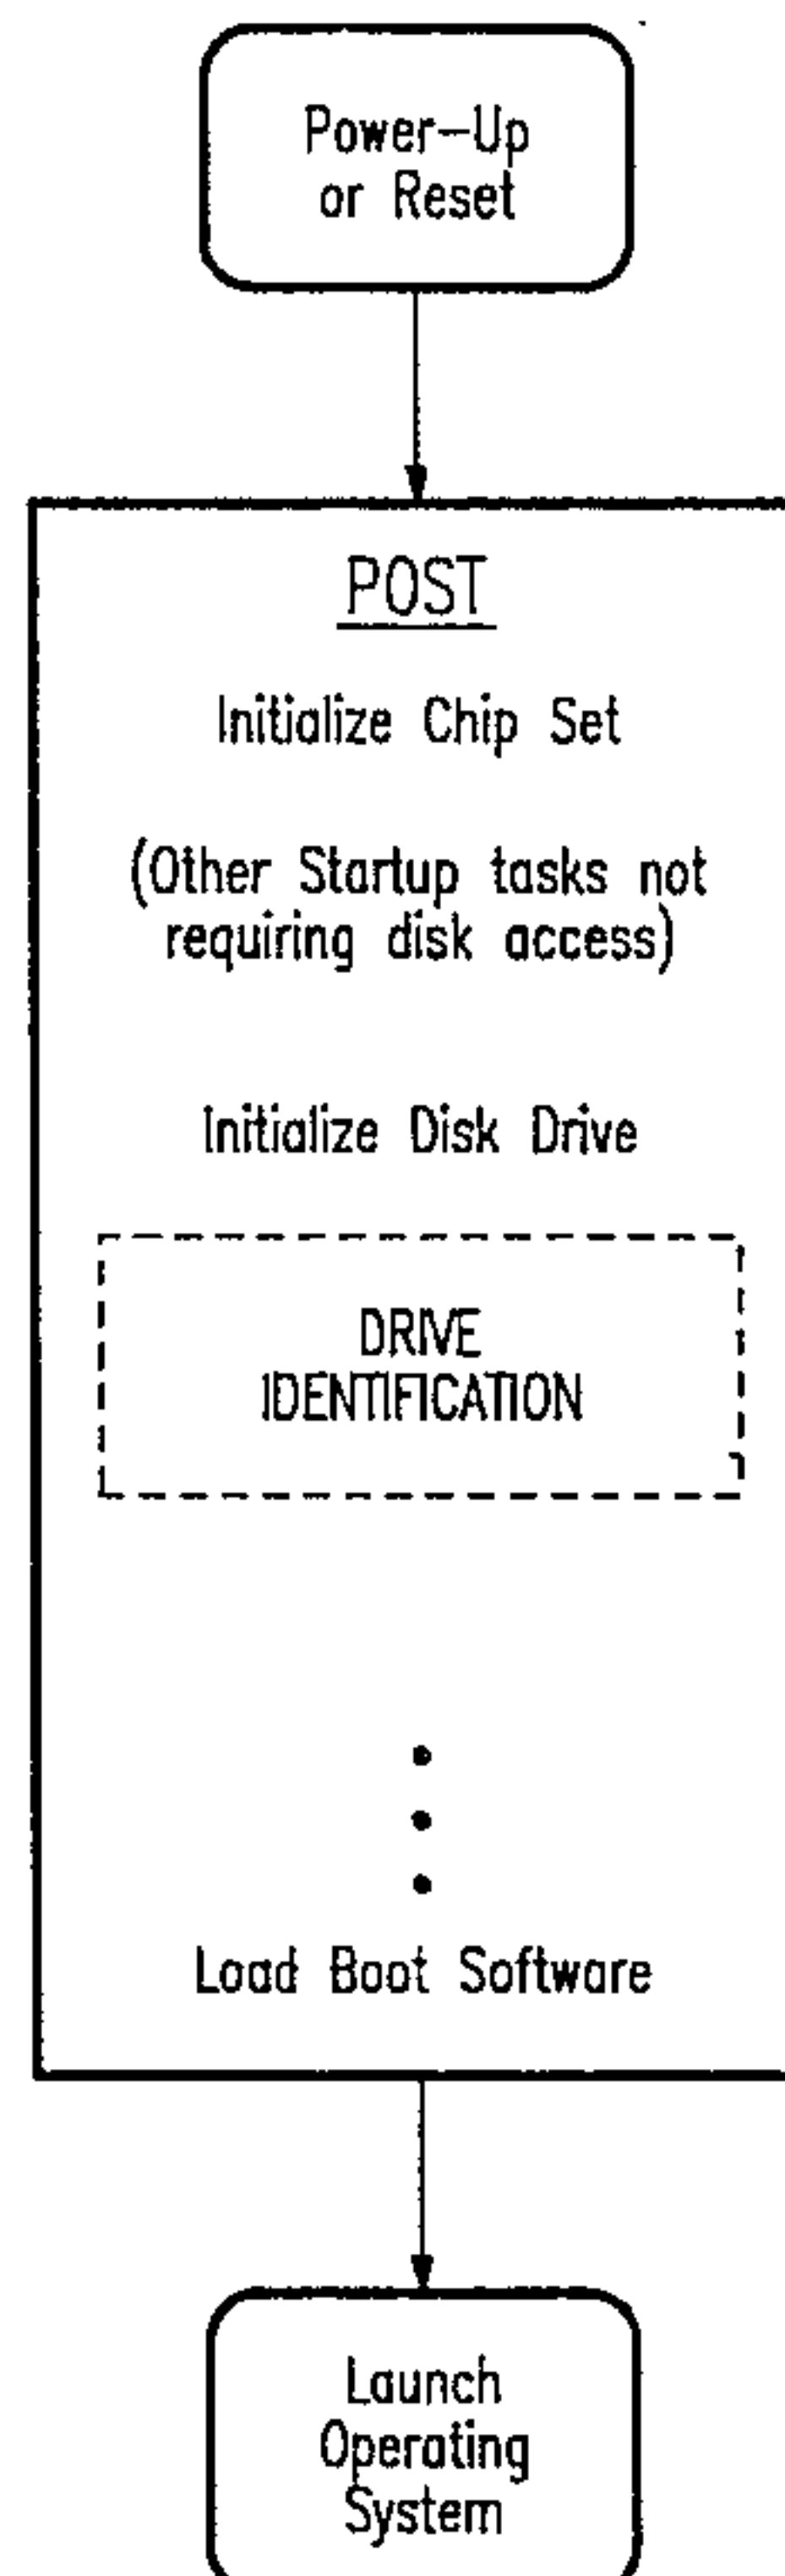 Power-Up
or Reset
POST
Initialize Chip Set
(Other Startup tasks not
requiring disk access)
Initialize Disk Drive
DRIVE
IDENTIFICATION
Load Boot Software
Launch
Operating
System